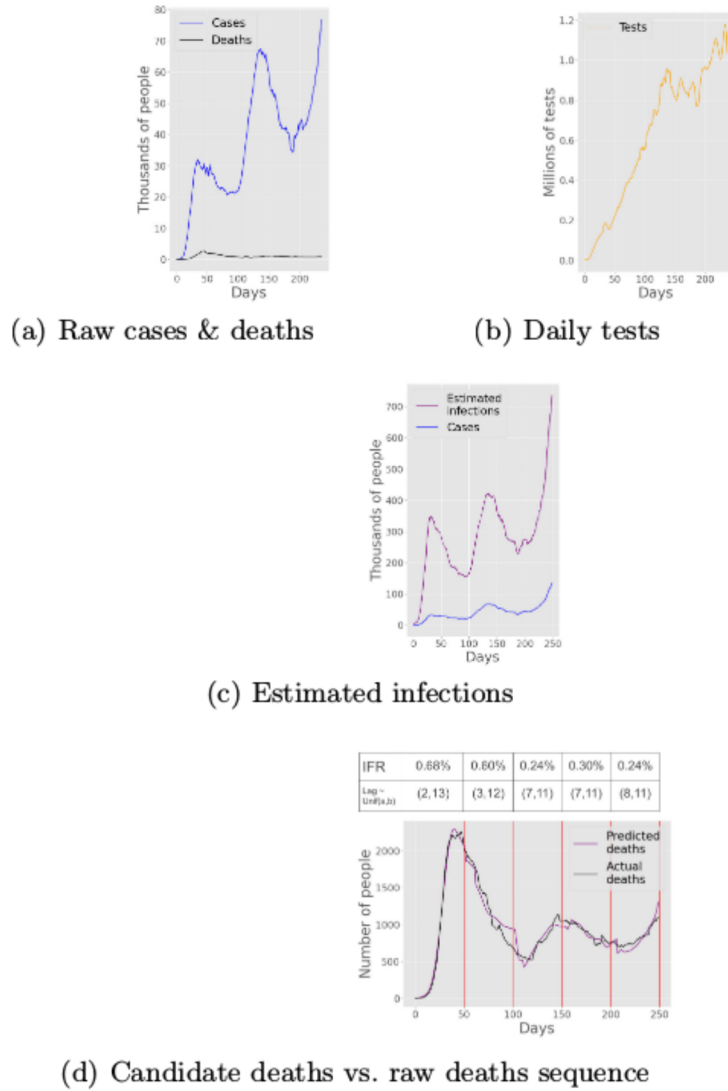 80
70
60
50
40
30
20
10
0
Thousands of people
Cases
Deaths
0 50 100 150 200
Days
(a) Raw cases & deaths
1.2
1.0
0.8
0.6
0.4
0.2
0.0
Millions of tests
Tests
0 50 100 150 200
Days
(b) Daily tests
700
600
500
400
300
200
100
0
Thousands of people
Estimated
infections
Cases
0 50 100 150 200 250
Days
(c) Estimated infections
IFR 0.68% 0.60% 0.24% 0.30% 0.24%
Lag ~
Unif(a,b) (2,13) (3,12) (7,11) (7,11) (8,11)
2000
1500
1000
500
0
Number of people
Predicted
deaths
Actual
deaths
0 50 100 150 200 250
Days
(d) Candidate deaths vs. raw deaths sequence